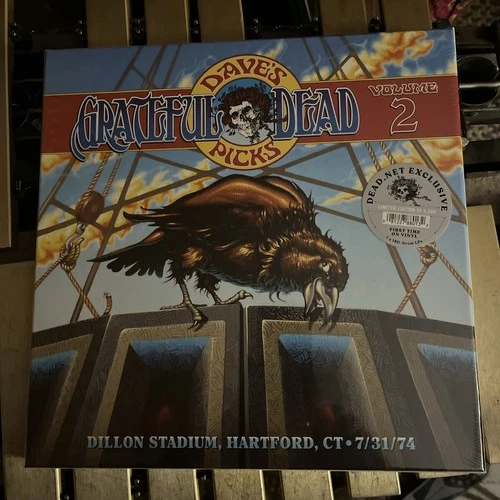 DAVE'S
GRATEFUL DEAD
PICKS
VOLUME
2
DEAD.NET EXCLUSIVE
FIRST TIME
ON VINYL
DILLON STADIUM, HARTFORD, CT • 7/31/74